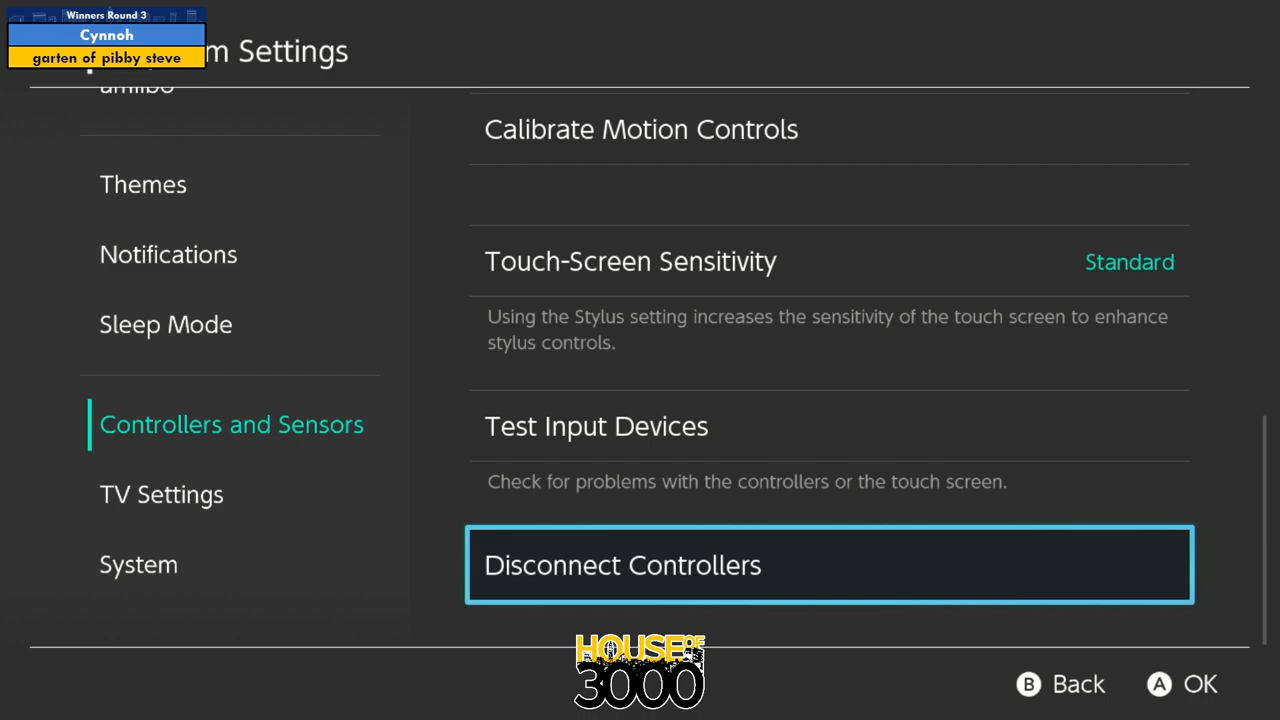 Winners Round 3
Cynnoh
garten of pibby steve
m Settings
amiibo
Themes
Notifications
Sleep Mode
Controllers and Sensors
TV Settings
System
Calibrate Motion Controls
Touch-Screen Sensitivity Standard
Using the Stylus setting increases the sensitivity of the touch screen to enhance
stylus controls.
Test Input Devices
Check for problems with the controllers or the touch screen.
Disconnect Controllers
HOUSE OF
3000
B Back A OK